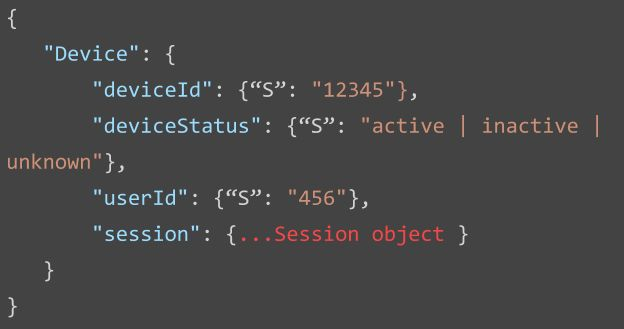 {
   "Device": {
       "deviceId": {“S”: "12345"},
       "deviceStatus": {“S”: "active | inactive |
unknown"},
       "userId": {“S”: "456"},
       "session": {...Session object }
   }
}